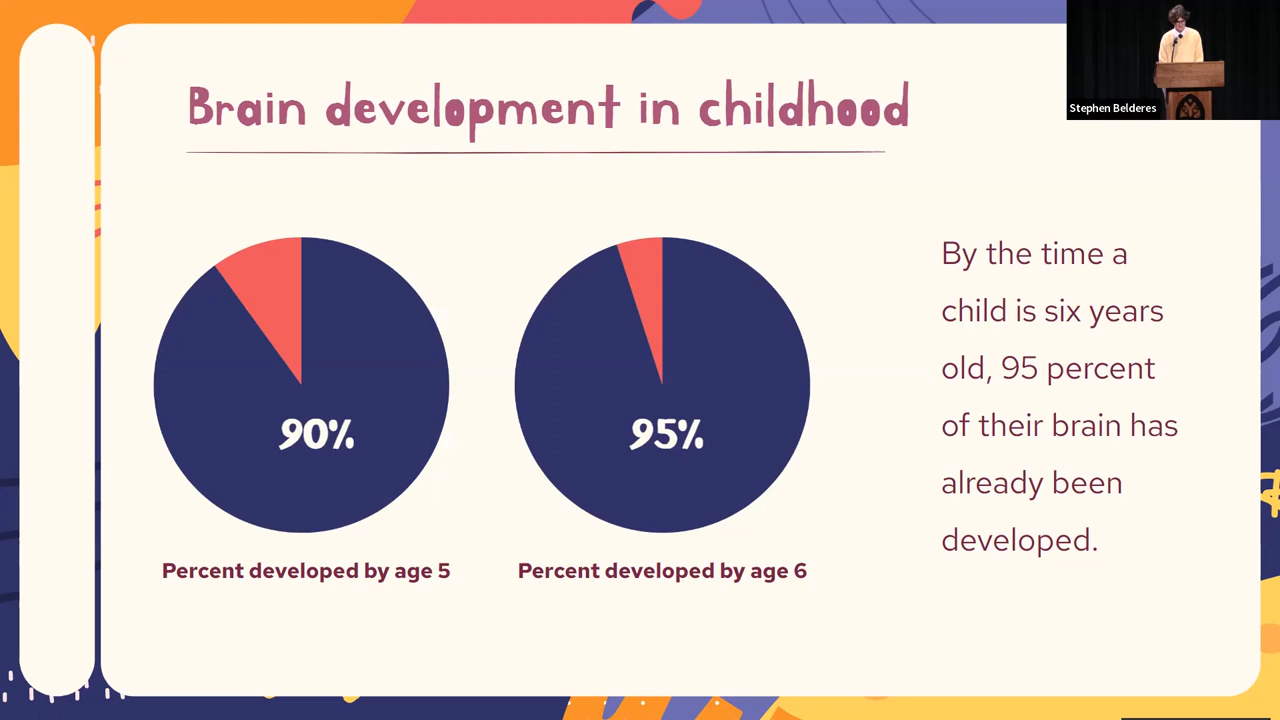 Brain development in childhood
Stephen Belderes
90%
95%
Percent developed by age 5
Percent developed by age 6
By the time a
child is six years
old, 95 percent
of their brain has
already been
developed.